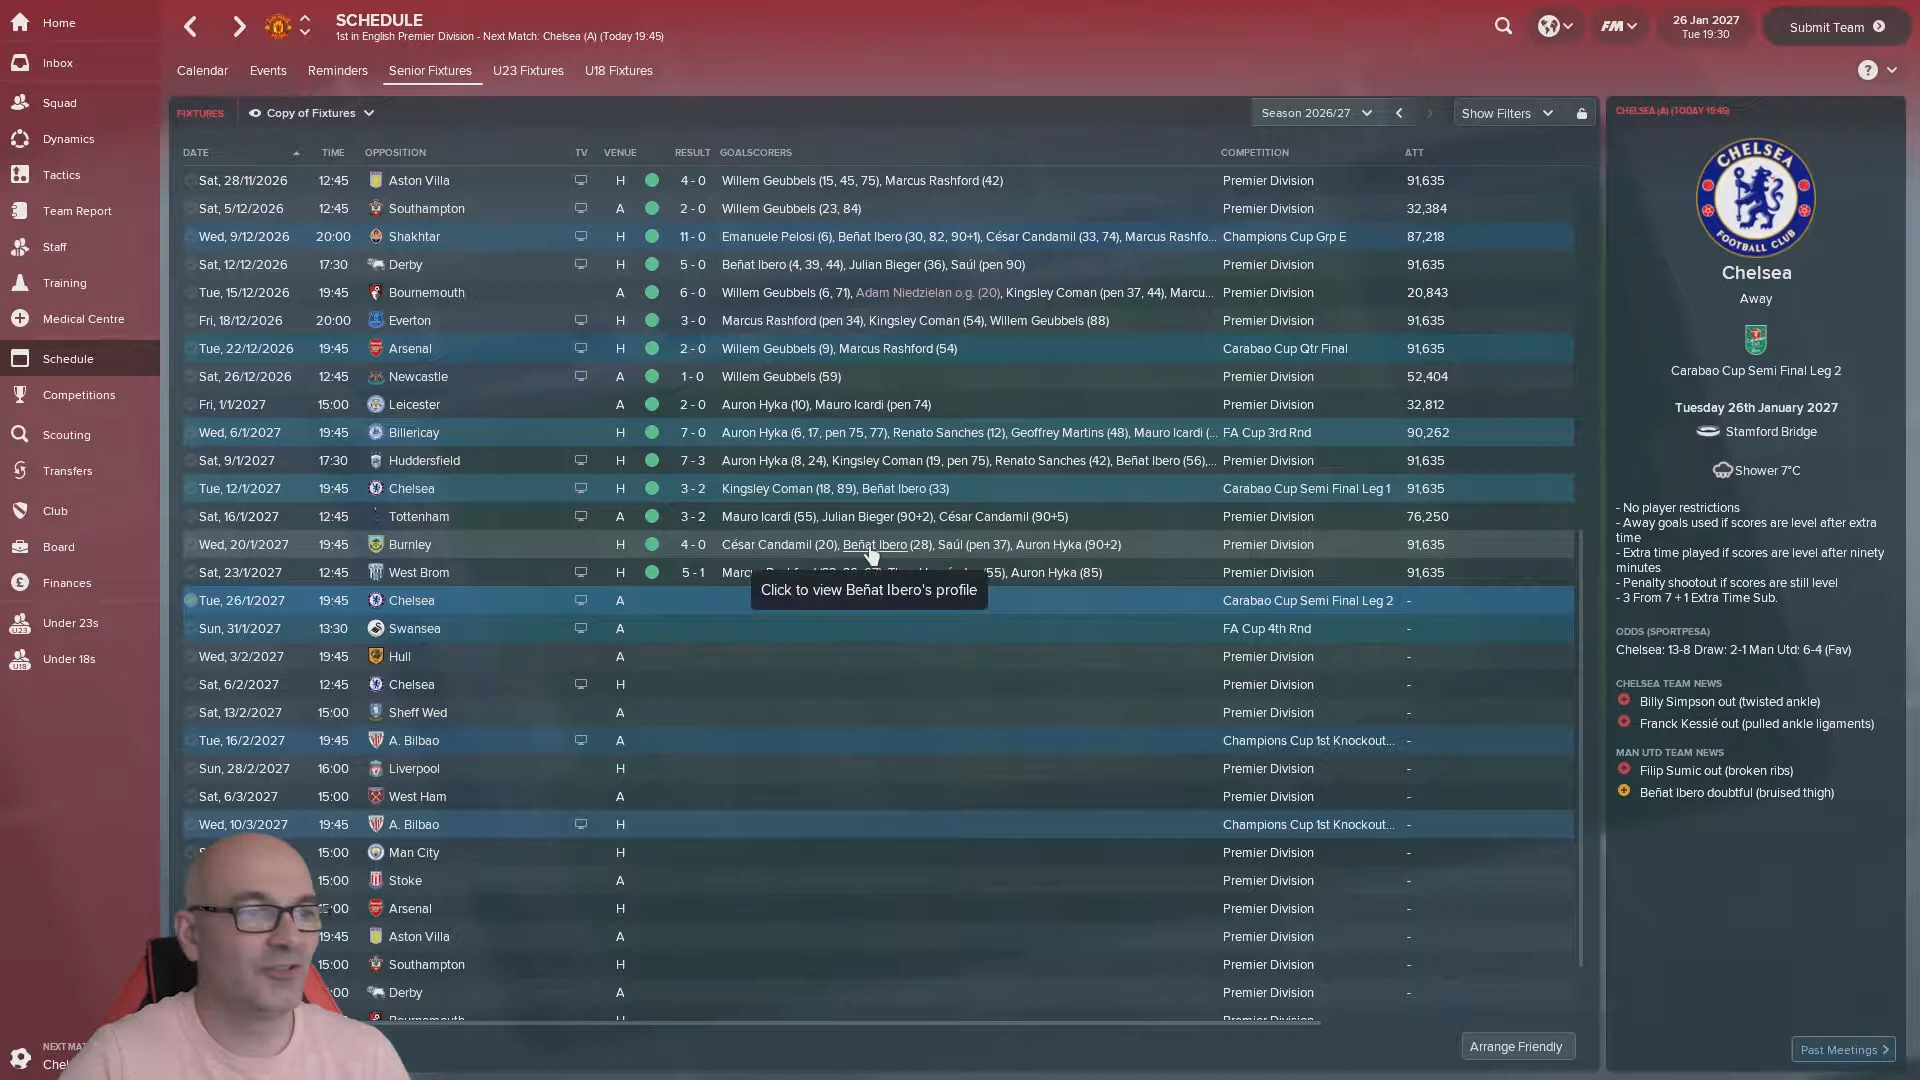 Home
Inbox
Squad
Dynamics
Tactics
Team Report
Staff
Training
Medical Centre
Schedule
Competitions
Scouting
Transfers
Club
Board
Finances
U23
Under 23s
U18
Under 18s
SCHEDULE
1st in English Premier Division - Next Match: Chelsea (A) (Today 19:45)
FM
26 Jan 2027
Tue 19:30
Submit Team
Calendar Events Reminders Senior Fixtures U23 Fixtures U18 Fixtures
?
FIXTURES Copy of Fixtures Season 2026/27 Show Filters
DATE TIME OPPOSITION TV VENUE RESULT GOALSCORERS COMPETITION ATT
Sat, 28/11/2026 12:45 Aston Villa H 4 - 0 Willem Geubbels (15, 45, 75), Marcus Rashford (42) Premier Division 91,635
Sat, 5/12/2026 12:45 Southampton A 2 - 0 Willem Geubbels (23, 84) Premier Division 32,384
Wed, 9/12/2026 20:00 Shakhtar H 11 - 0 Emanuele Pelosi (6), Beñat Ibero (30, 82, 90+1), César Candamil (33, 74), Marcus Rashfo... Champions Cup Grp E 87,218
Sat, 12/12/2026 17:30 Derby H 5 - 0 Beñat Ibero (4, 39, 44), Julian Bieger (36), Saúl (pen 90) Premier Division 91,635
Tue, 15/12/2026 19:45 Bournemouth A 6 - 0 Willem Geubbels (6, 71), Adam Niedzielan o.g. (20), Kingsley Coman (pen 37, 44), Marcu... Premier Division 20,843
Fri, 18/12/2026 20:00 Everton H 3 - 0 Marcus Rashford (pen 34), Kingsley Coman (54), Willem Geubbels (88) Premier Division 91,635
Tue, 22/12/2026 19:45 Arsenal H 2 - 0 Willem Geubbels (9), Marcus Rashford (54) Carabao Cup Qtr Final 91,635
Sat, 26/12/2026 12:45 Newcastle A 1 - 0 Willem Geubbels (59) Premier Division 52,404
Fri, 1/1/2027 15:00 Leicester A 2 - 0 Auron Hyka (10), Mauro Icardi (pen 74) Premier Division 32,812
Wed, 6/1/2027 19:45 Billericay H 7 - 0 Auron Hyka (6, 17, pen 75, 77), Renato Sanches (12), Geoffrey Martins (48), Mauro Icardi (... FA Cup 3rd Rnd 90,262
Sat, 9/1/2027 17:30 Huddersfield H 7 - 3 Auron Hyka (8, 24), Kingsley Coman (19, pen 75), Renato Sanches (42), Beñat Ibero (56),... Premier Division 91,635
Tue, 12/1/2027 19:45 Chelsea H 3 - 2 Kingsley Coman (18, 89), Beñat Ibero (33) Carabao Cup Semi Final Leg 1 91,635
Sat, 16/1/2027 12:45 Tottenham A 3 - 2 Mauro Icardi (55), Julian Bieger (90+2), César Candamil (90+5) Premier Division 76,250
Wed, 20/1/2027 19:45 Burnley H 4 - 0 César Candamil (20), Beñat Ibero (28), Saúl (pen 37), Auron Hyka (90+2) Premier Division 91,635
Sat, 23/1/2027 12:45 West Brom H 5 - 1 (55), Auron Hyka (85) Premier Division 91,635
Click to view Beñat Ibero's profile
Tue, 26/1/2027 19:45 Chelsea A Carabao Cup Semi Final Leg 2 -
Sun, 31/1/2027 13:30 Swansea A FA Cup 4th Rnd -
Wed, 3/2/2027 19:45 Hull A Premier Division -
Sat, 6/2/2027 12:45 Chelsea H Premier Division -
Sat, 13/2/2027 15:00 Sheff Wed A Premier Division -
Tue, 16/2/2027 19:45 A. Bilbao A Champions Cup 1st Knockout... -
Sun, 28/2/2027 16:00 Liverpool H Premier Division -
Sat, 6/3/2027 15:00 West Ham A Premier Division -
Wed, 10/3/2027 19:45 A. Bilbao H Champions Cup 1st Knockout... -
15:00 Man City H Premier Division -
15:00 Stoke A Premier Division -
Arsenal H Premier Division -
19:45 Aston Villa A Premier Division -
15:00 Southampton H Premier Division -
Derby A Premier Division -
Bournemouth H Premier Division
Arrange Friendly
CHELSEA (A) (TODAY 19:45)
CHELSEA
FOOTBALL CLUB
Chelsea
Away
Carabao Cup Semi Final Leg 2
Tuesday 26th January 2027
Stamford Bridge
Shower 7°C
- No player restrictions
- Away goals used if scores are level after extra
time
- Extra time played if scores are level after ninety
minutes
- Penalty shootout if scores are still level
- 3 From 7 + 1 Extra Time Sub.
ODDS (SPORTPESA)
Chelsea: 13-8 Draw: 2-1 Man Utd: 6-4 (Fav)
CHELSEA TEAM NEWS
Billy Simpson out (twisted ankle)
Franck Kessié out (pulled ankle ligaments)
MAN UTD TEAM NEWS
Filip Sumic out (broken ribs)
Beñat Ibero doubtful (bruised thigh)
Past Meetings